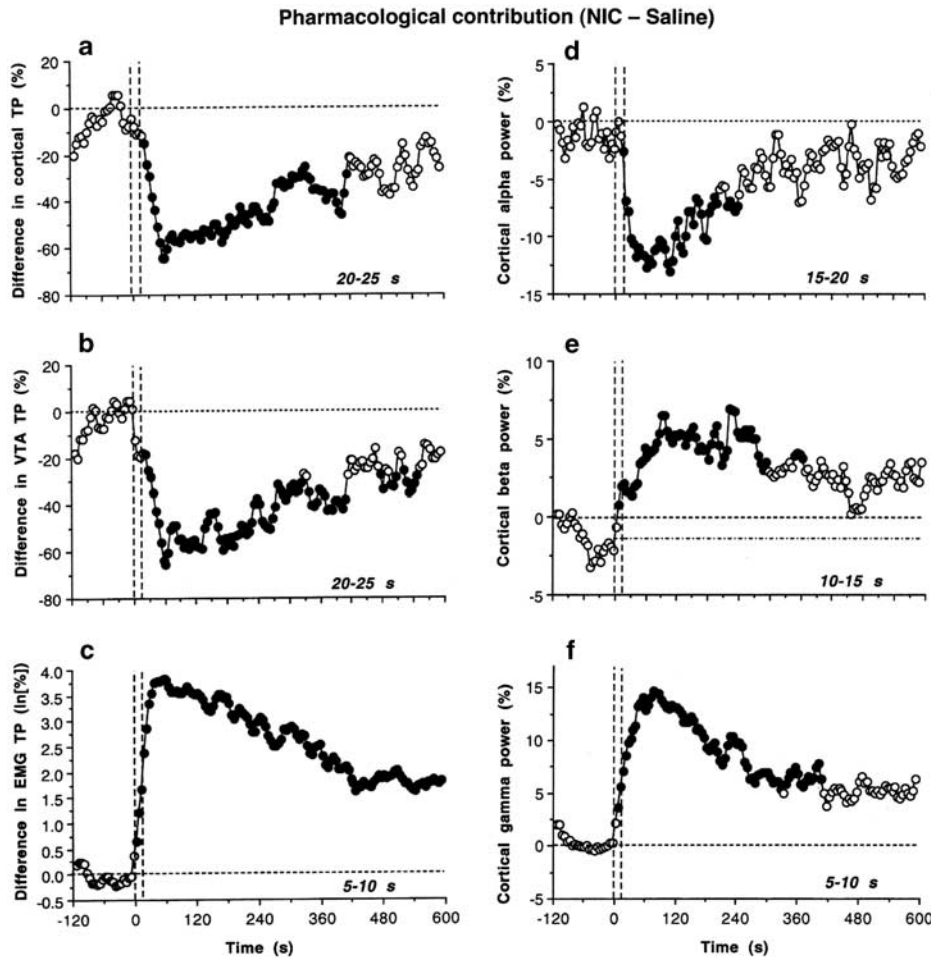 Pharmacological contribution (NIC – Saline)
a
Difference in cortical TP (%)
20
0
-20
-40
-60
-80
20-25 s
d
Cortical alpha power (%)
5
0
-5
-10
-15
15-20 s
b
Difference in VTA TP (%)
20
0
-20
-40
-60
-80
20-25 s
e
Cortical beta power (%)
10
5
0
-5
10-15 s
c
Difference in EMG TP (ln[%])
4.0
3.5
3.0
2.5
2.0
1.5
1.0
0.5
0.0
-0.5
5-10 s
-120 0 120 240 360 480 600
Time (s)
f
Cortical gamma power (%)
15
10
5
0
-5
5-10 s
-120 0 120 240 360 480 600
Time (s)